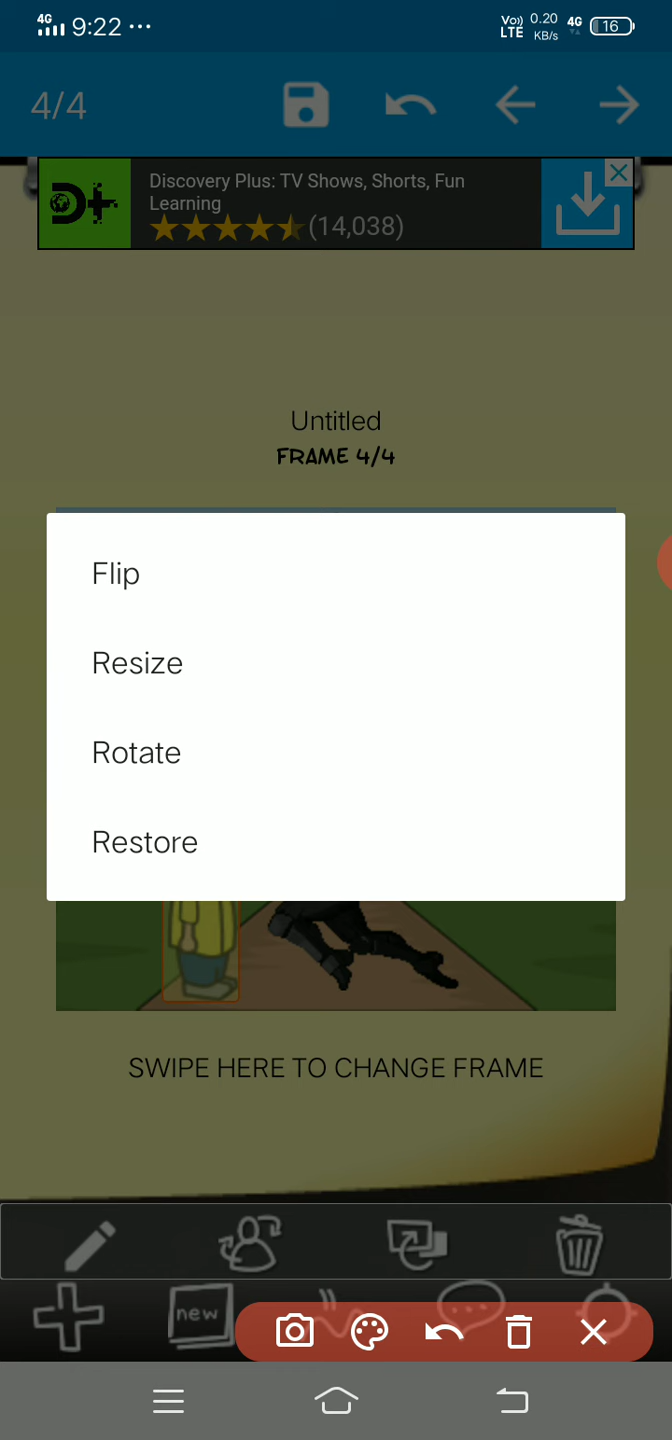 4G 9:22 ... Vo)) LTE 0.20 KB/s 4G 16
4/4
D+ Discovery Plus: TV Shows, Shorts, Fun
Learning
(14,038)
Untitled
FRAME 4/4
Flip
Resize
Rotate
Restore
SWIPE HERE TO CHANGE FRAME
new